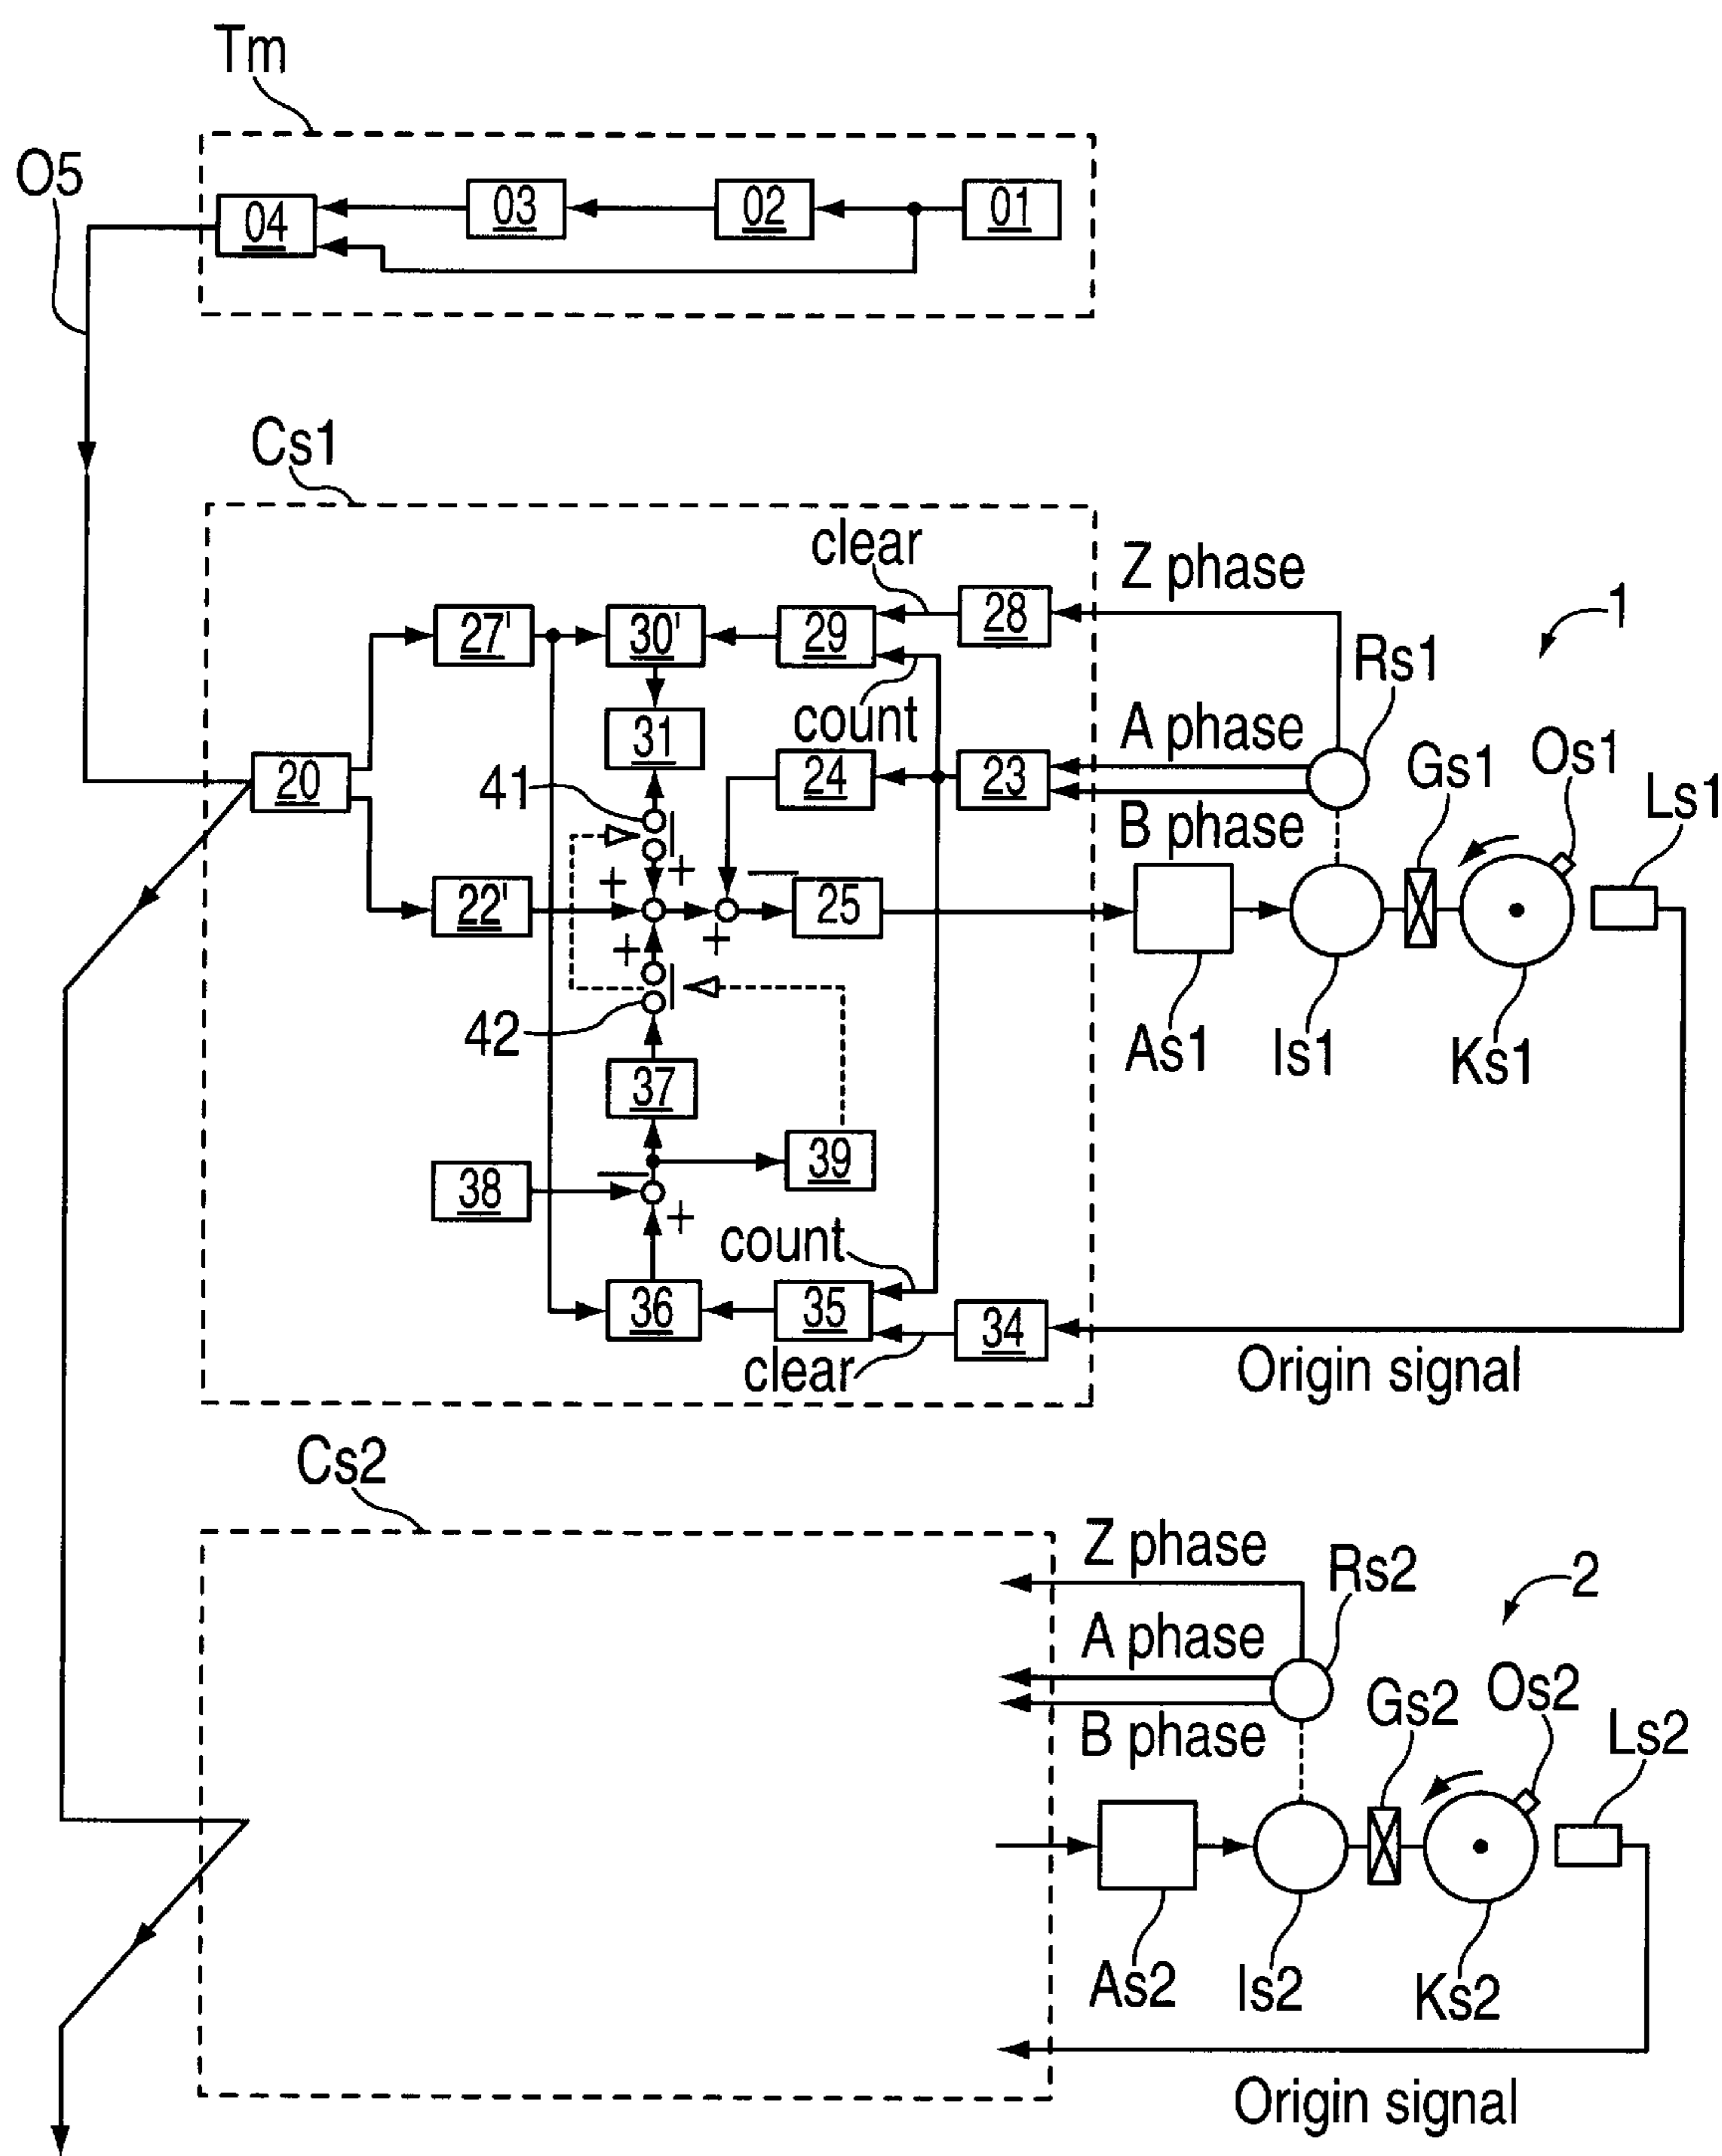 Tm
O5
04
03
02
01
Cs1
clear
Z phase
1
27'
30'
29
28
Rs1
31
count
A phase
Gs1
Os1
20
41
24
23
Ls1
B phase
+
+
22'
25
+
+
42
As1
Is1
Ks1
37
39
38
+
count
36
35
34
clear
Origin signal
Cs2
Z phase
Rs2
2
A phase
Gs2
Os2
B phase
Ls2
As2
Is2
Ks2
Origin signal